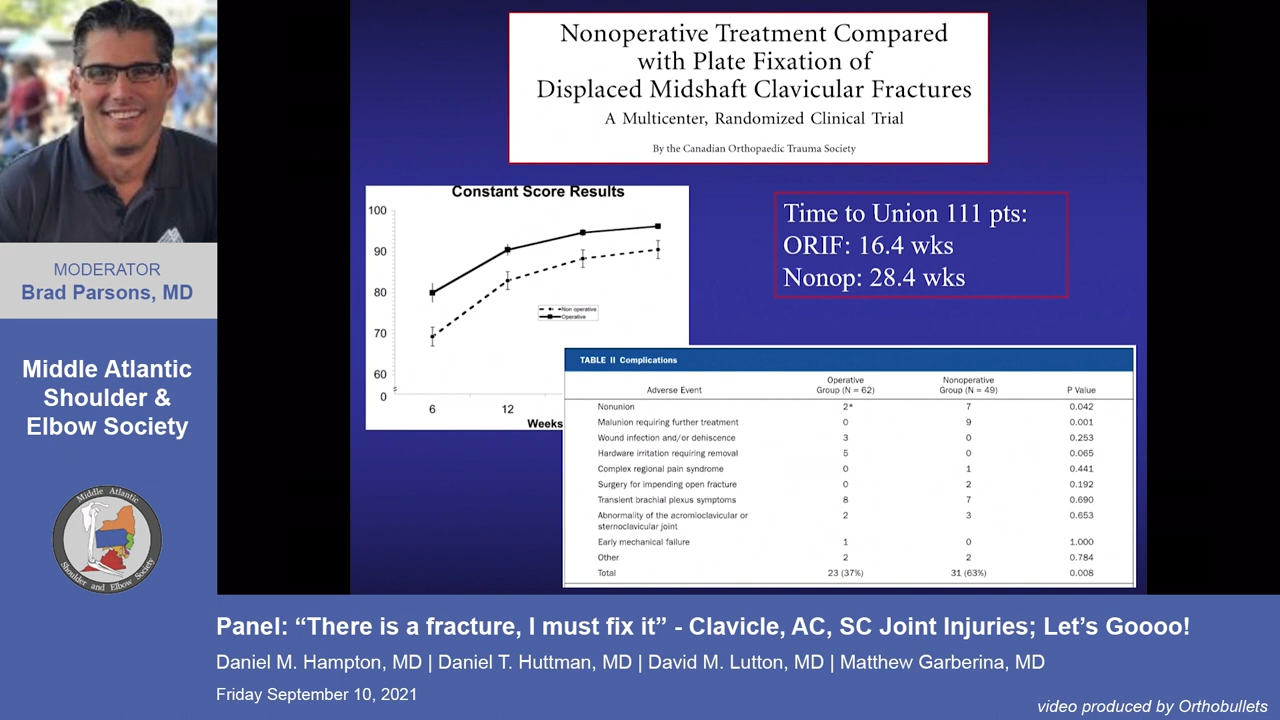 Nonoperative Treatment Compared
with Plate Fixation of
Displaced Midshaft Clavicular Fractures
A Multicenter, Randomized Clinical Trial
By the Canadian Orthopaedic Trauma Society
Constant Score Results
100
90
80
70
60
0
6 12
Weeks
Non operative
Operative
Time to Union 111 pts:
ORIF: 16.4 wks
Nonop: 28.4 wks
TABLE II Complications
Adverse Event Operative Group (N = 62) Nonoperative Group (N = 49) P Value
Nonunion 2* 7 0.042
Malunion requiring further treatment 0 9 0.001
Wound infection and/or dehiscence 3 0 0.253
Hardware irritation requiring removal 5 0 0.065
Complex regional pain syndrome 0 1 0.441
Surgery for impending open fracture 0 2 0.192
Transient brachial plexus symptoms 8 7 0.690
Abnormality of the acromioclavicular or 2 3 0.653
sternoclavicular joint
Early mechanical failure 1 0 1.000
Other 2 2 0.784
Total 23 (37%) 31 (63%) 0.008
MODERATOR
Brad Parsons, MD
Middle Atlantic
Shoulder &
Elbow Society
Middle Atlantic
Shoulder and Elbow Society
Panel: “There is a fracture, I must fix it” - Clavicle, AC, SC Joint Injuries; Let’s Goooo!
Daniel M. Hampton, MD | Daniel T. Huttman, MD | David M. Lutton, MD | Matthew Garberina, MD
Friday September 10, 2021
video produced by Orthobullets